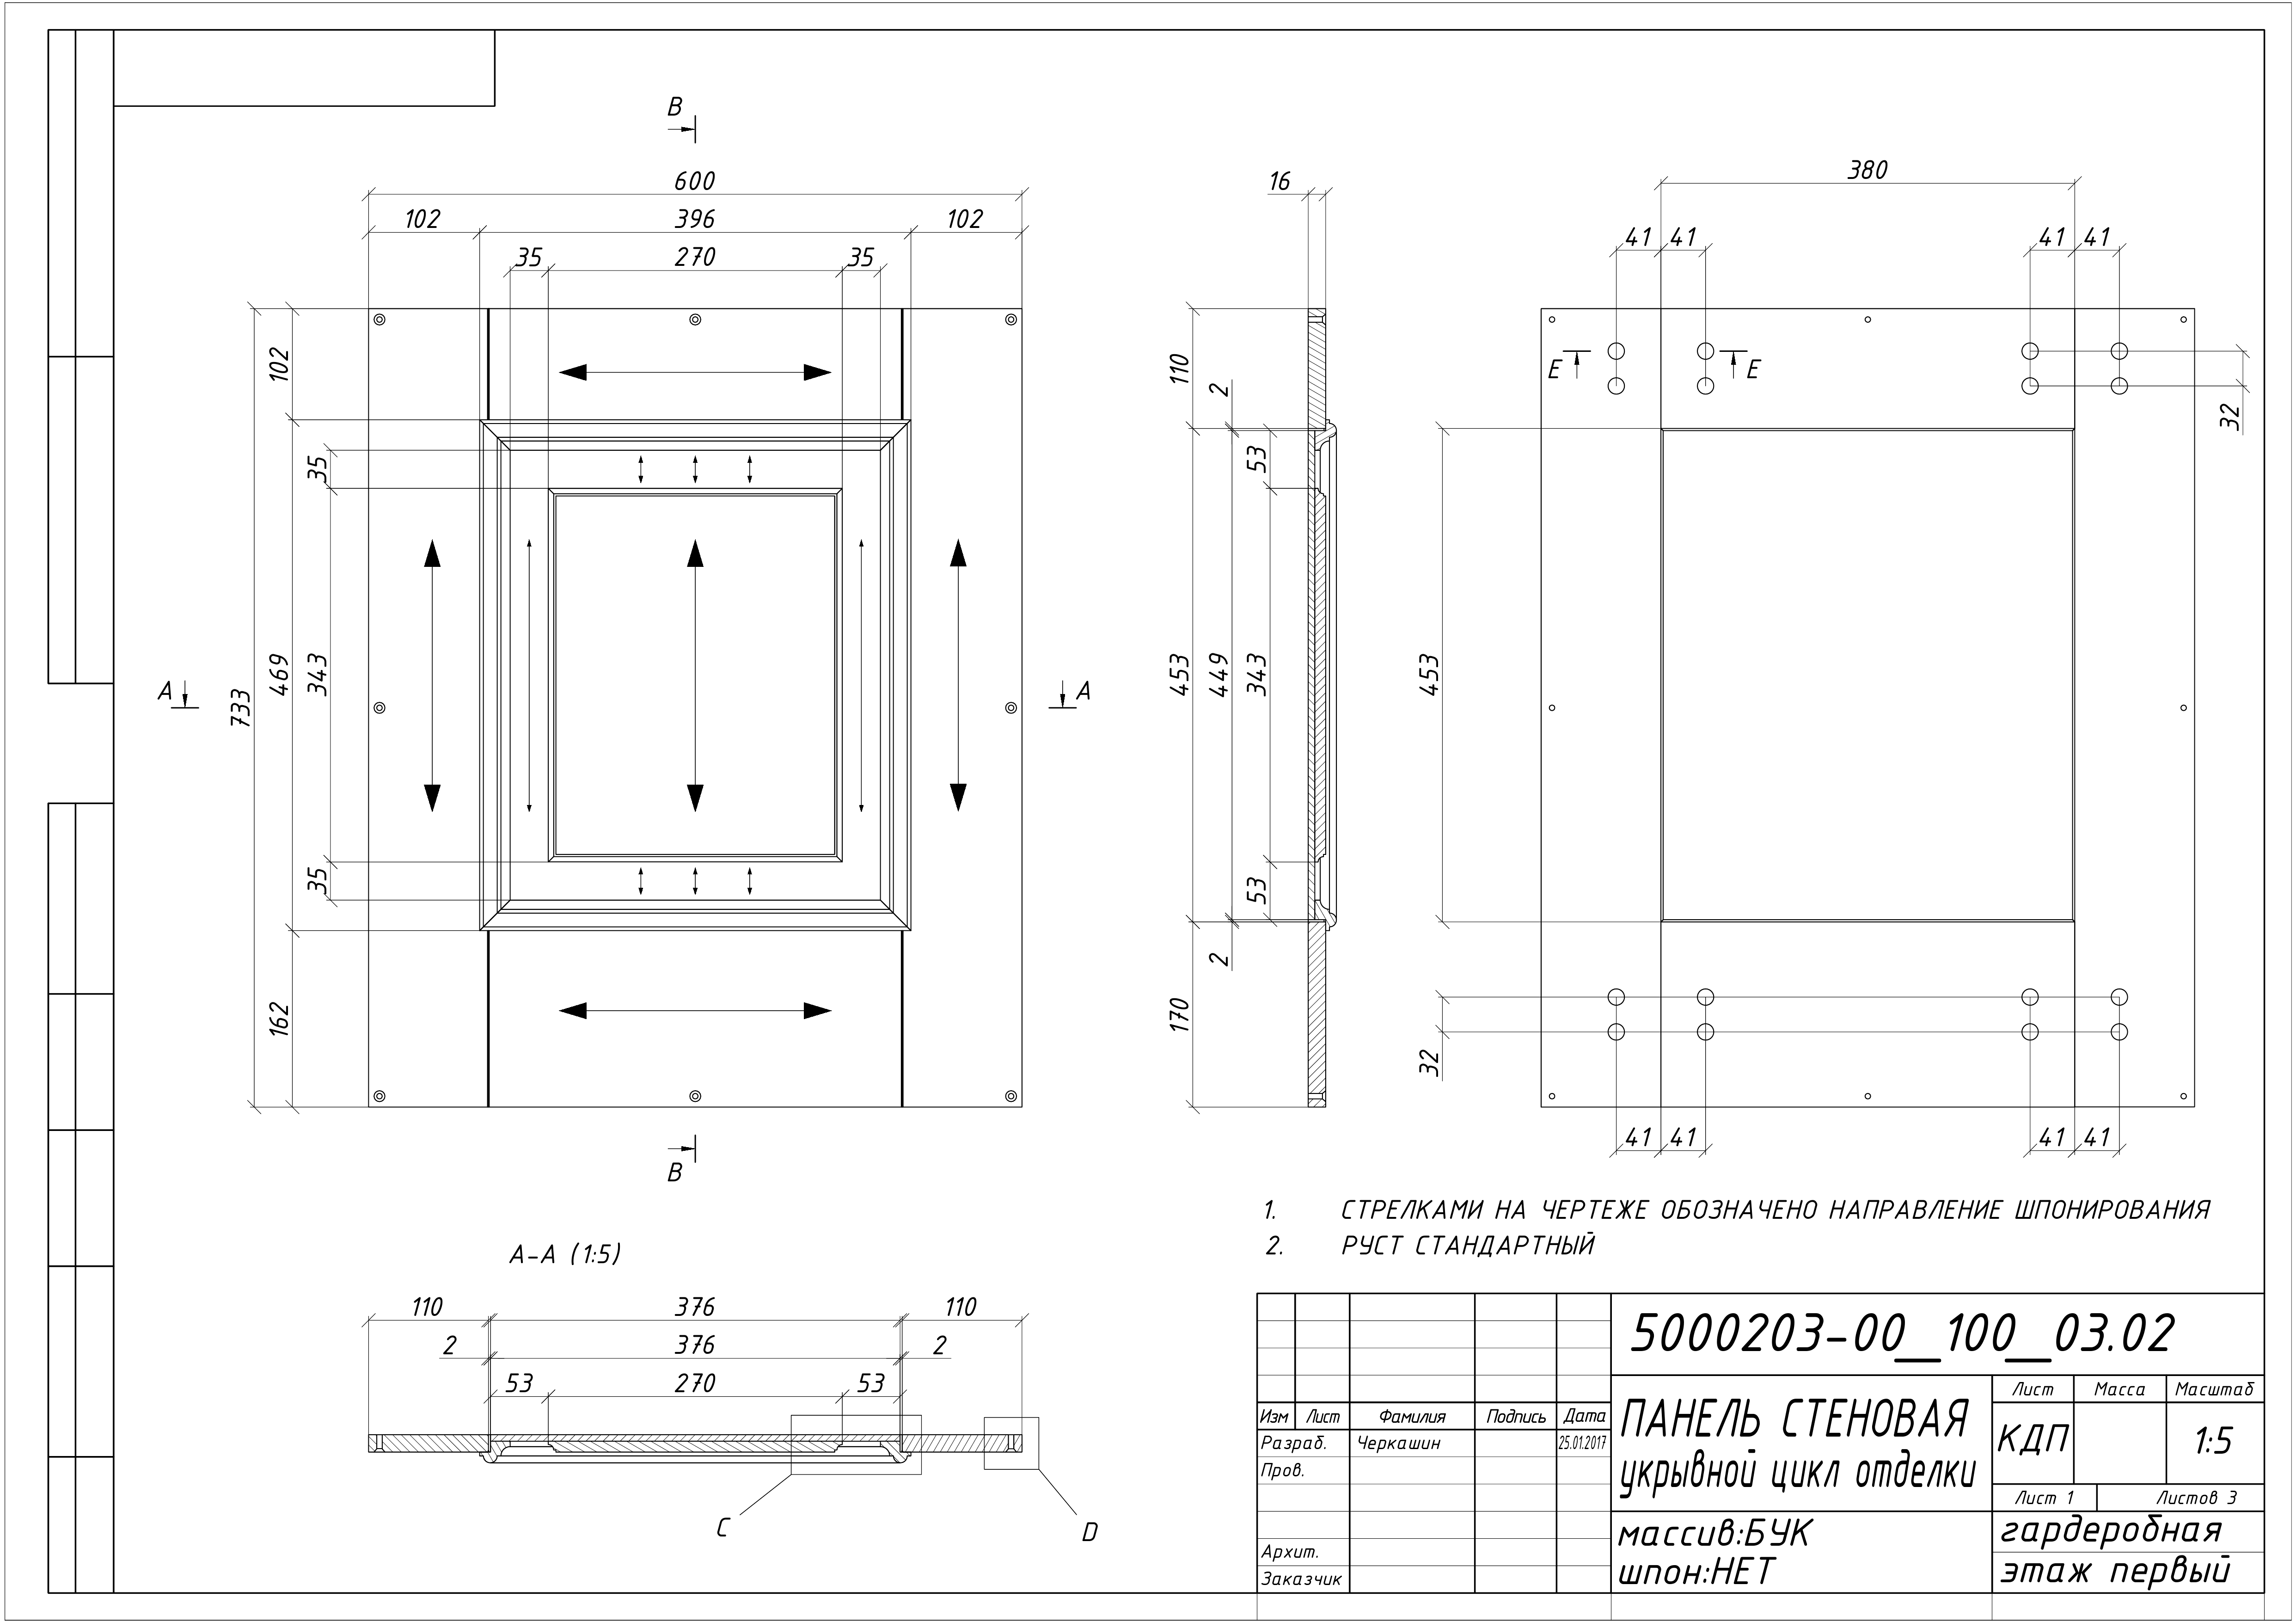 B
600
102 396 102
35 270 35
733
102
469
162
35
343
35
A A
B
16
110
453
170
2
449
2
53
343
53
380
41 41 41 41
E E
32
453
32
41 41 41 41
1. СТРЕЛКАМИ НА ЧЕРТЕЖЕ ОБОЗНАЧЕНО НАПРАВЛЕНИЕ ШПОНИРОВАНИЯ
2. РУСТ СТАНДАРТНЫЙ
A-A (1:5)
110 376 110
2 376 2
53 270 53
C D
5000203-00__100__03.02
Изм Лист Фамилия Подпись Дата
Разраб. Черкашин 25.01.2017
Пров.
Архит.
Заказчик
ПАНЕЛЬ СТЕНОВАЯ
укрывной цикл отделки
массив:БУК
шпон:НЕТ
Лист Масса Масштаб
КДП 1:5
Лист 1 Листов 3
гардеробная
этаж первый